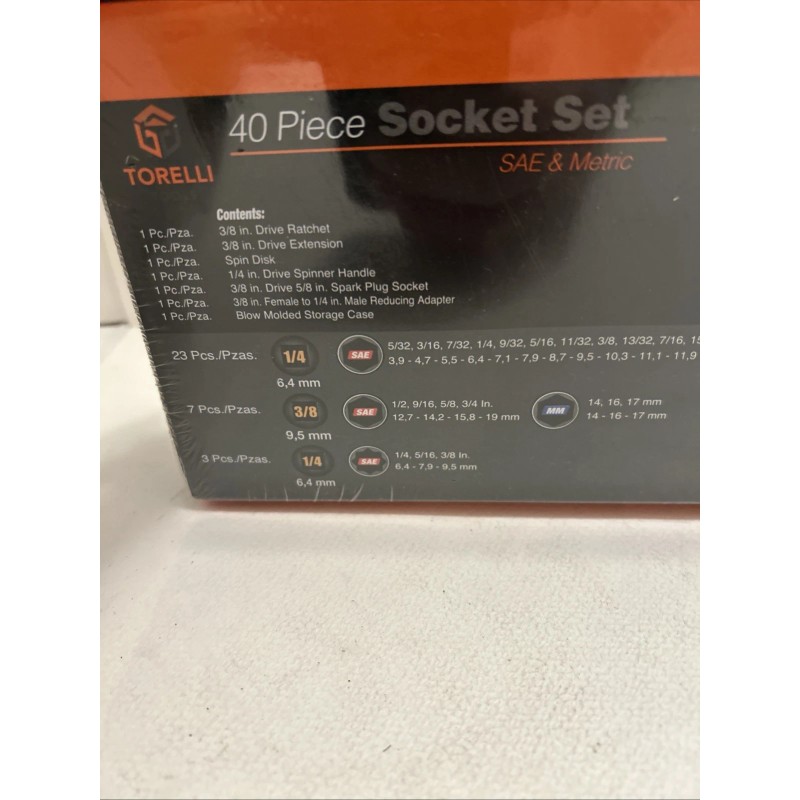 40 Piece Socket Set
SAE & Metric
TORELLI
Contents:
1 Pc./Pza. 3/8 in. Drive Ratchet
1 Pc./Pza. 3/8 in. Drive Extension
1 Pc./Pza. Spin Disk
1 Pc./Pza. 1/4 in. Drive Spinner Handle
1 Pc./Pza. 3/8 in. Drive 5/8 in. Spark Plug Socket
1 Pc./Pza. 3/8 in. Female to 1/4 in. Male Reducing Adapter
1 Pc./Pza. Blow Molded Storage Case
23 Pcs./Pzas. 1/4 SAE 5/32, 3/16, 7/32, 1/4, 9/32, 5/16, 11/32, 3/8, 13/32, 7/16,
3,9 - 4,7 - 5,5 - 6,4 - 7,1 - 7,9 - 8,7 - 9,5 - 10,3 - 11,1 - 11,9
6,4 mm
7 Pcs./Pzas. 3/8 SAE 1/2, 9/16, 5/8, 3/4 In. MM 14, 16, 17 mm
12,7 - 14,2 - 15,8 - 19 mm 14 - 16 - 17 mm
9,5 mm
3 Pcs./Pzas. 1/4 SAE 1/4, 5/16, 3/8 In.
6,4 - 7,9 - 9,5 mm
6,4 mm